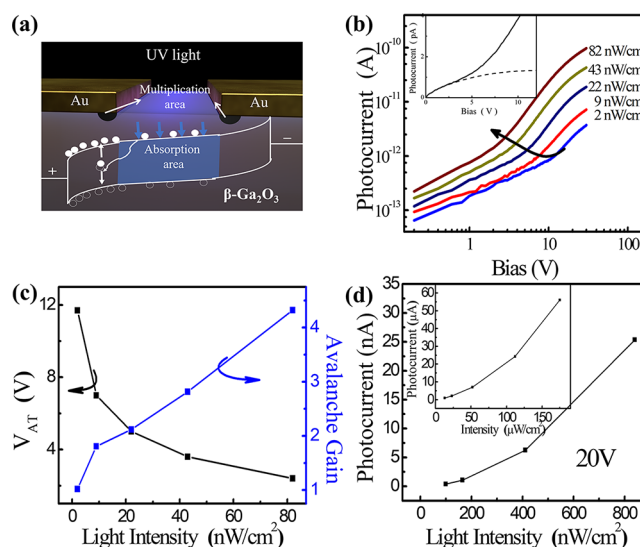 (a)
UV light
Multiplication
area
Au
Au
Absorption
area
+
−
β-Ga₂O₃
(b)
Photocurrent (A)
10⁻¹⁰
10⁻¹¹
10⁻¹²
10⁻¹³
1
10
100
Bias (V)
82 nW/cm
43 nW/cm
22 nW/cm
9 nW/cm
2 nW/cm
Photocurrent (pA)
0
2
4
0
5
10
Bias (V)
(c)
V_AT (V)
12
9
6
3
0
20
40
60
80
Light Intensity (nW/cm²)
Avalanche Gain
4
3
2
1
(d)
Photocurrent (nA)
35
30
25
20
15
10
5
0
0
200
400
600
800
Light Intensity (nW/cm²)
20V
Photocurrent (μA)
60
50
40
30
20
10
0
0
50
100
150
Intensity (μW/cm²)